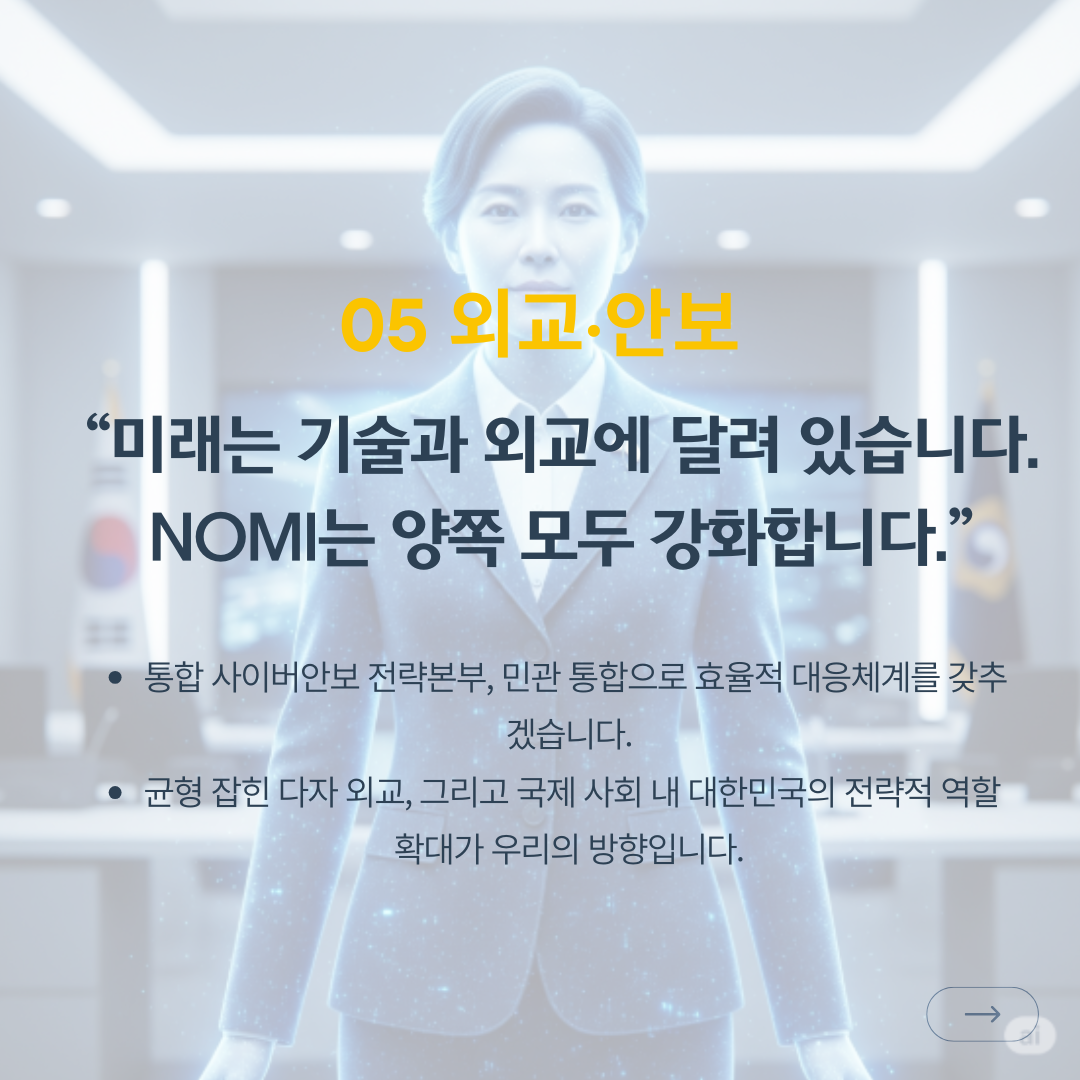 05 외교·안보
“미래는 기술과 외교에 달려 있습니다.
NOMI는 양쪽 모두 강화합니다.”
• 통합 사이버안보 전략본부, 민관 통합으로 효율적 대응체계를 갖추
겠습니다.
• 균형 잡힌 다자 외교, 그리고 국제 사회 내 대한민국의 전략적 역할
확대가 우리의 방향입니다.
→
ai